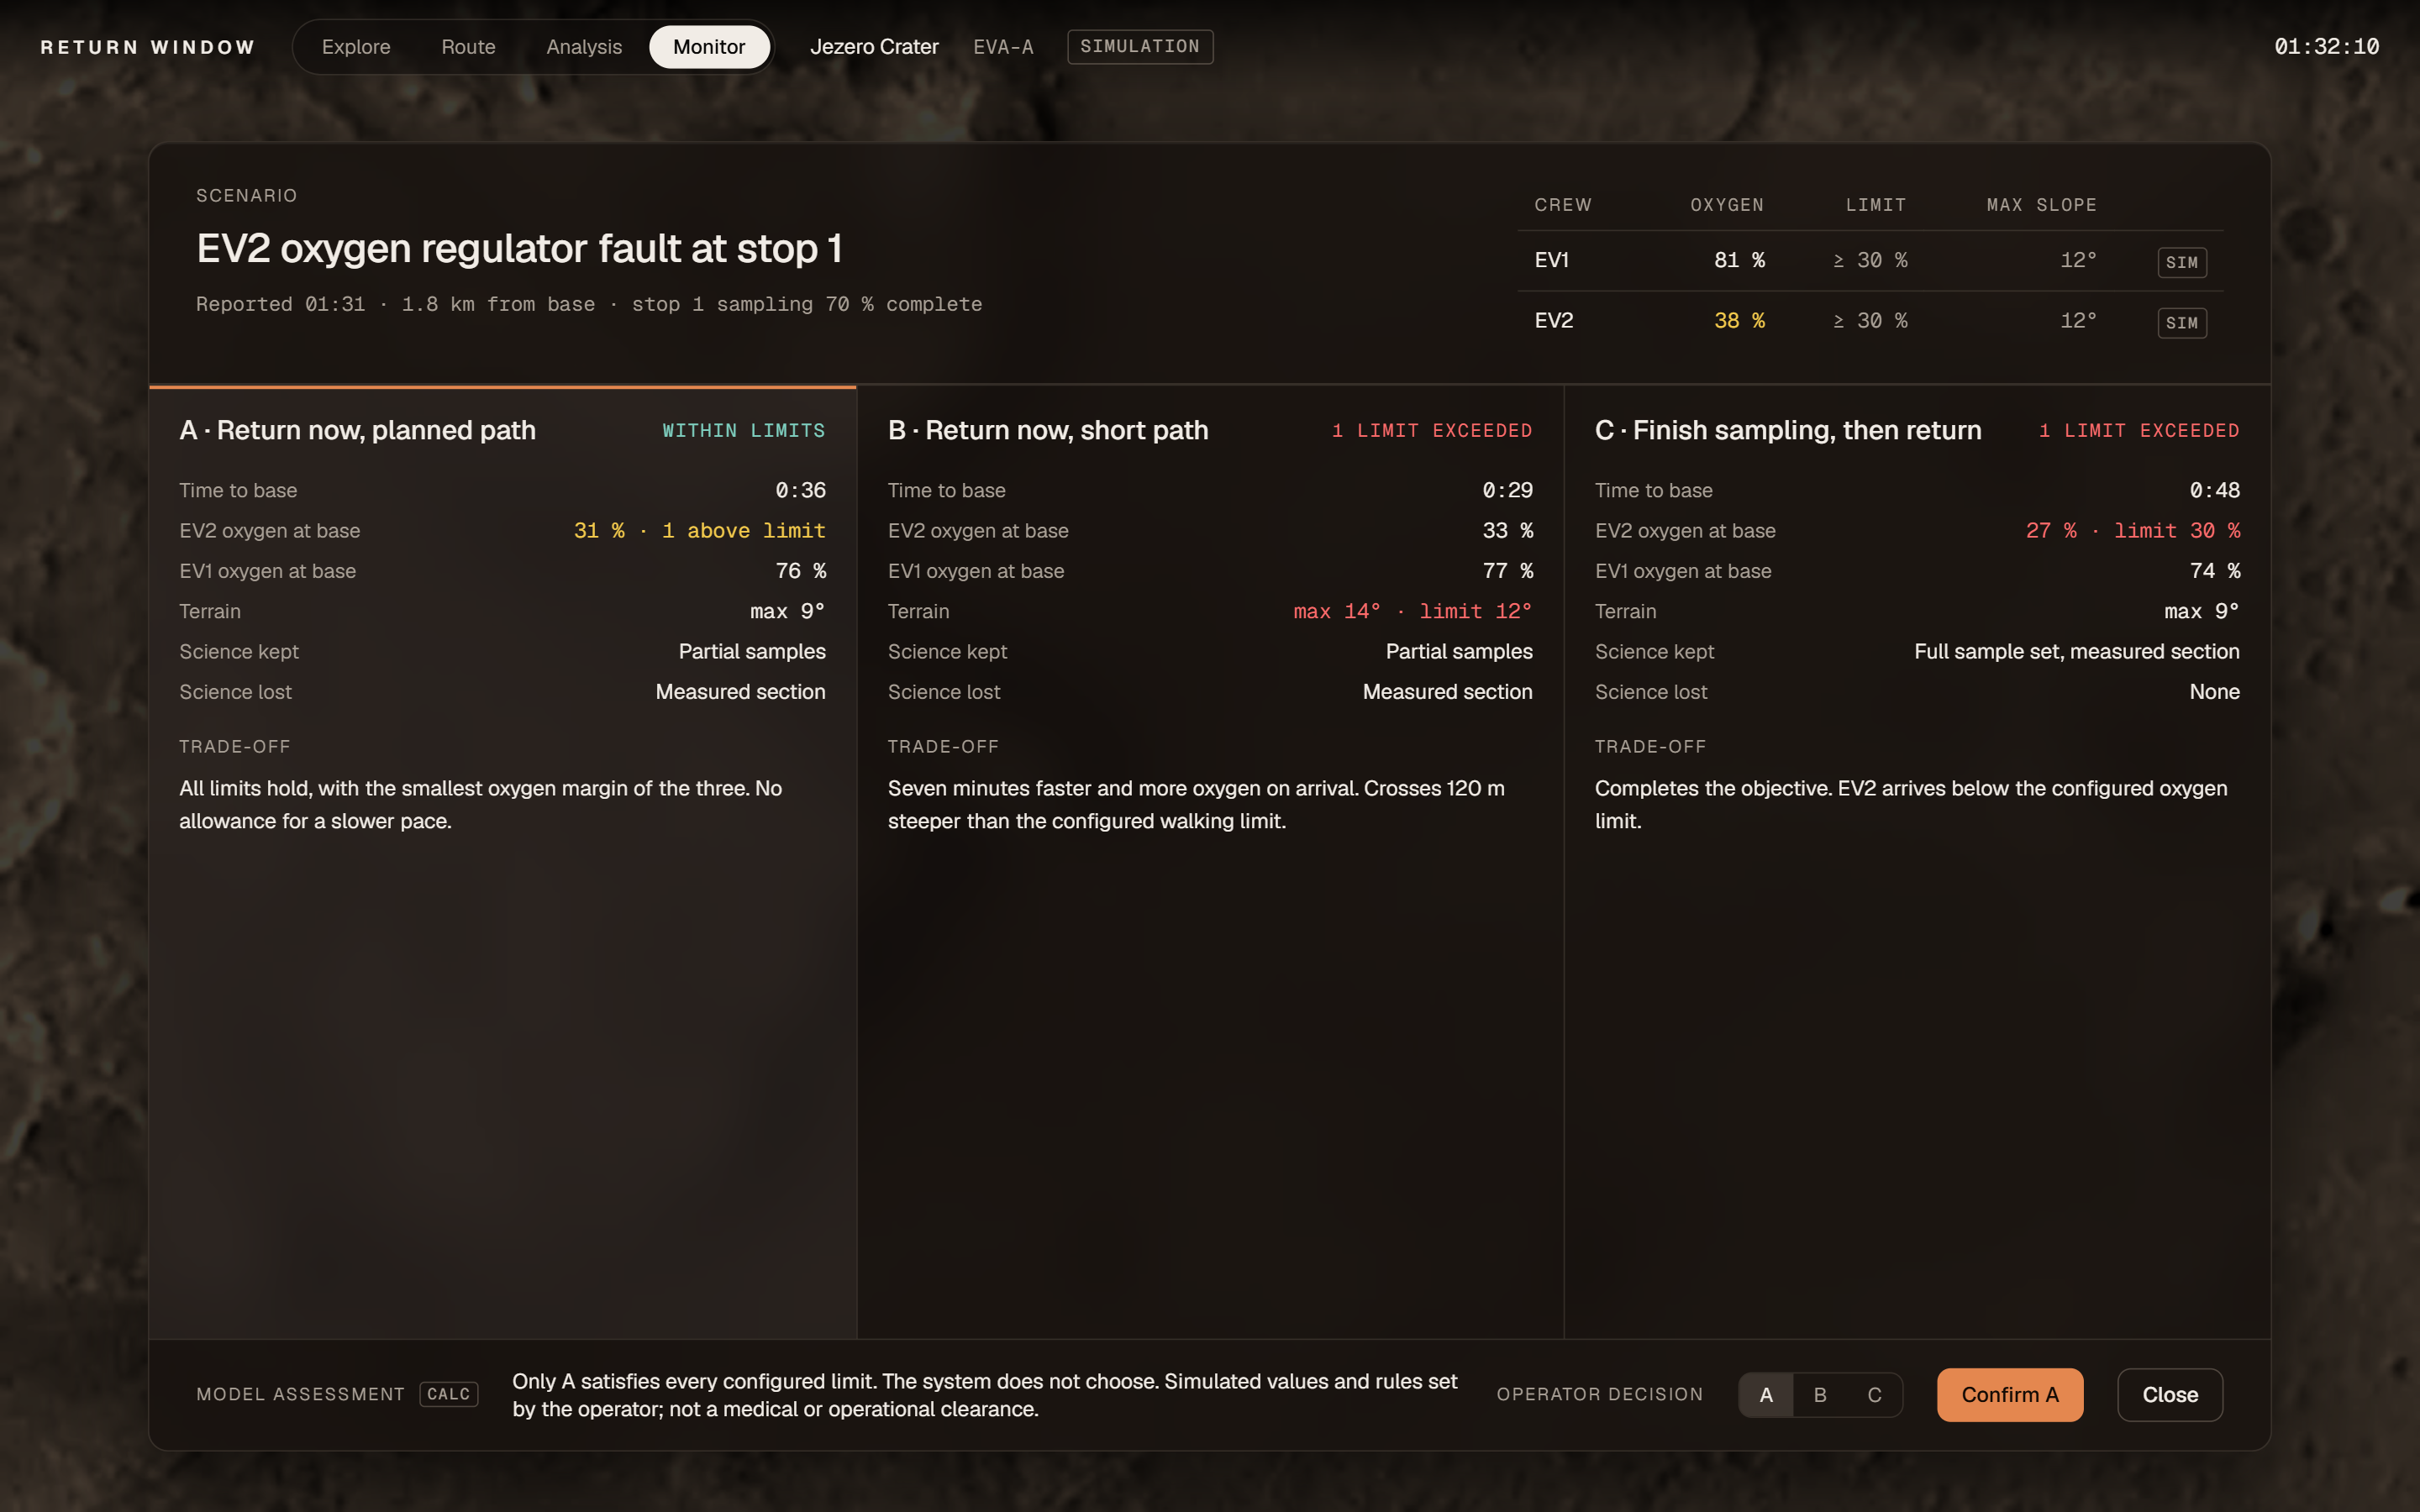 RETURN WINDOW Explore Route Analysis Monitor Jezero Crater EVA-A SIMULATION 01:32:10
SCENARIO
EV2 oxygen regulator fault at stop 1
Reported 01:31 · 1.8 km from base · stop 1 sampling 70 % complete
CREW OXYGEN LIMIT MAX SLOPE
EV1 81 % ≥ 30 % 12° SIM
EV2 38 % ≥ 30 % 12° SIM
A · Return now, planned path WITHIN LIMITS
Time to base 0:36
EV2 oxygen at base 31 % · 1 above limit
EV1 oxygen at base 76 %
Terrain max 9°
Science kept Partial samples
Science lost Measured section
TRADE-OFF
All limits hold, with the smallest oxygen margin of the three. No
allowance for a slower pace.
B · Return now, short path 1 LIMIT EXCEEDED
Time to base 0:29
EV2 oxygen at base 33 %
EV1 oxygen at base 77 %
Terrain max 14° · limit 12°
Science kept Partial samples
Science lost Measured section
TRADE-OFF
Seven minutes faster and more oxygen on arrival. Crosses 120 m
steeper than the configured walking limit.
C · Finish sampling, then return 1 LIMIT EXCEEDED
Time to base 0:48
EV2 oxygen at base 27 % · limit 30 %
EV1 oxygen at base 74 %
Terrain max 9°
Science kept Full sample set, measured section
Science lost None
TRADE-OFF
Completes the objective. EV2 arrives below the configured oxygen
limit.
MODEL ASSESSMENT CALC
Only A satisfies every configured limit. The system does not choose. Simulated values and rules set
by the operator; not a medical or operational clearance.
OPERATOR DECISION A B C Confirm A Close